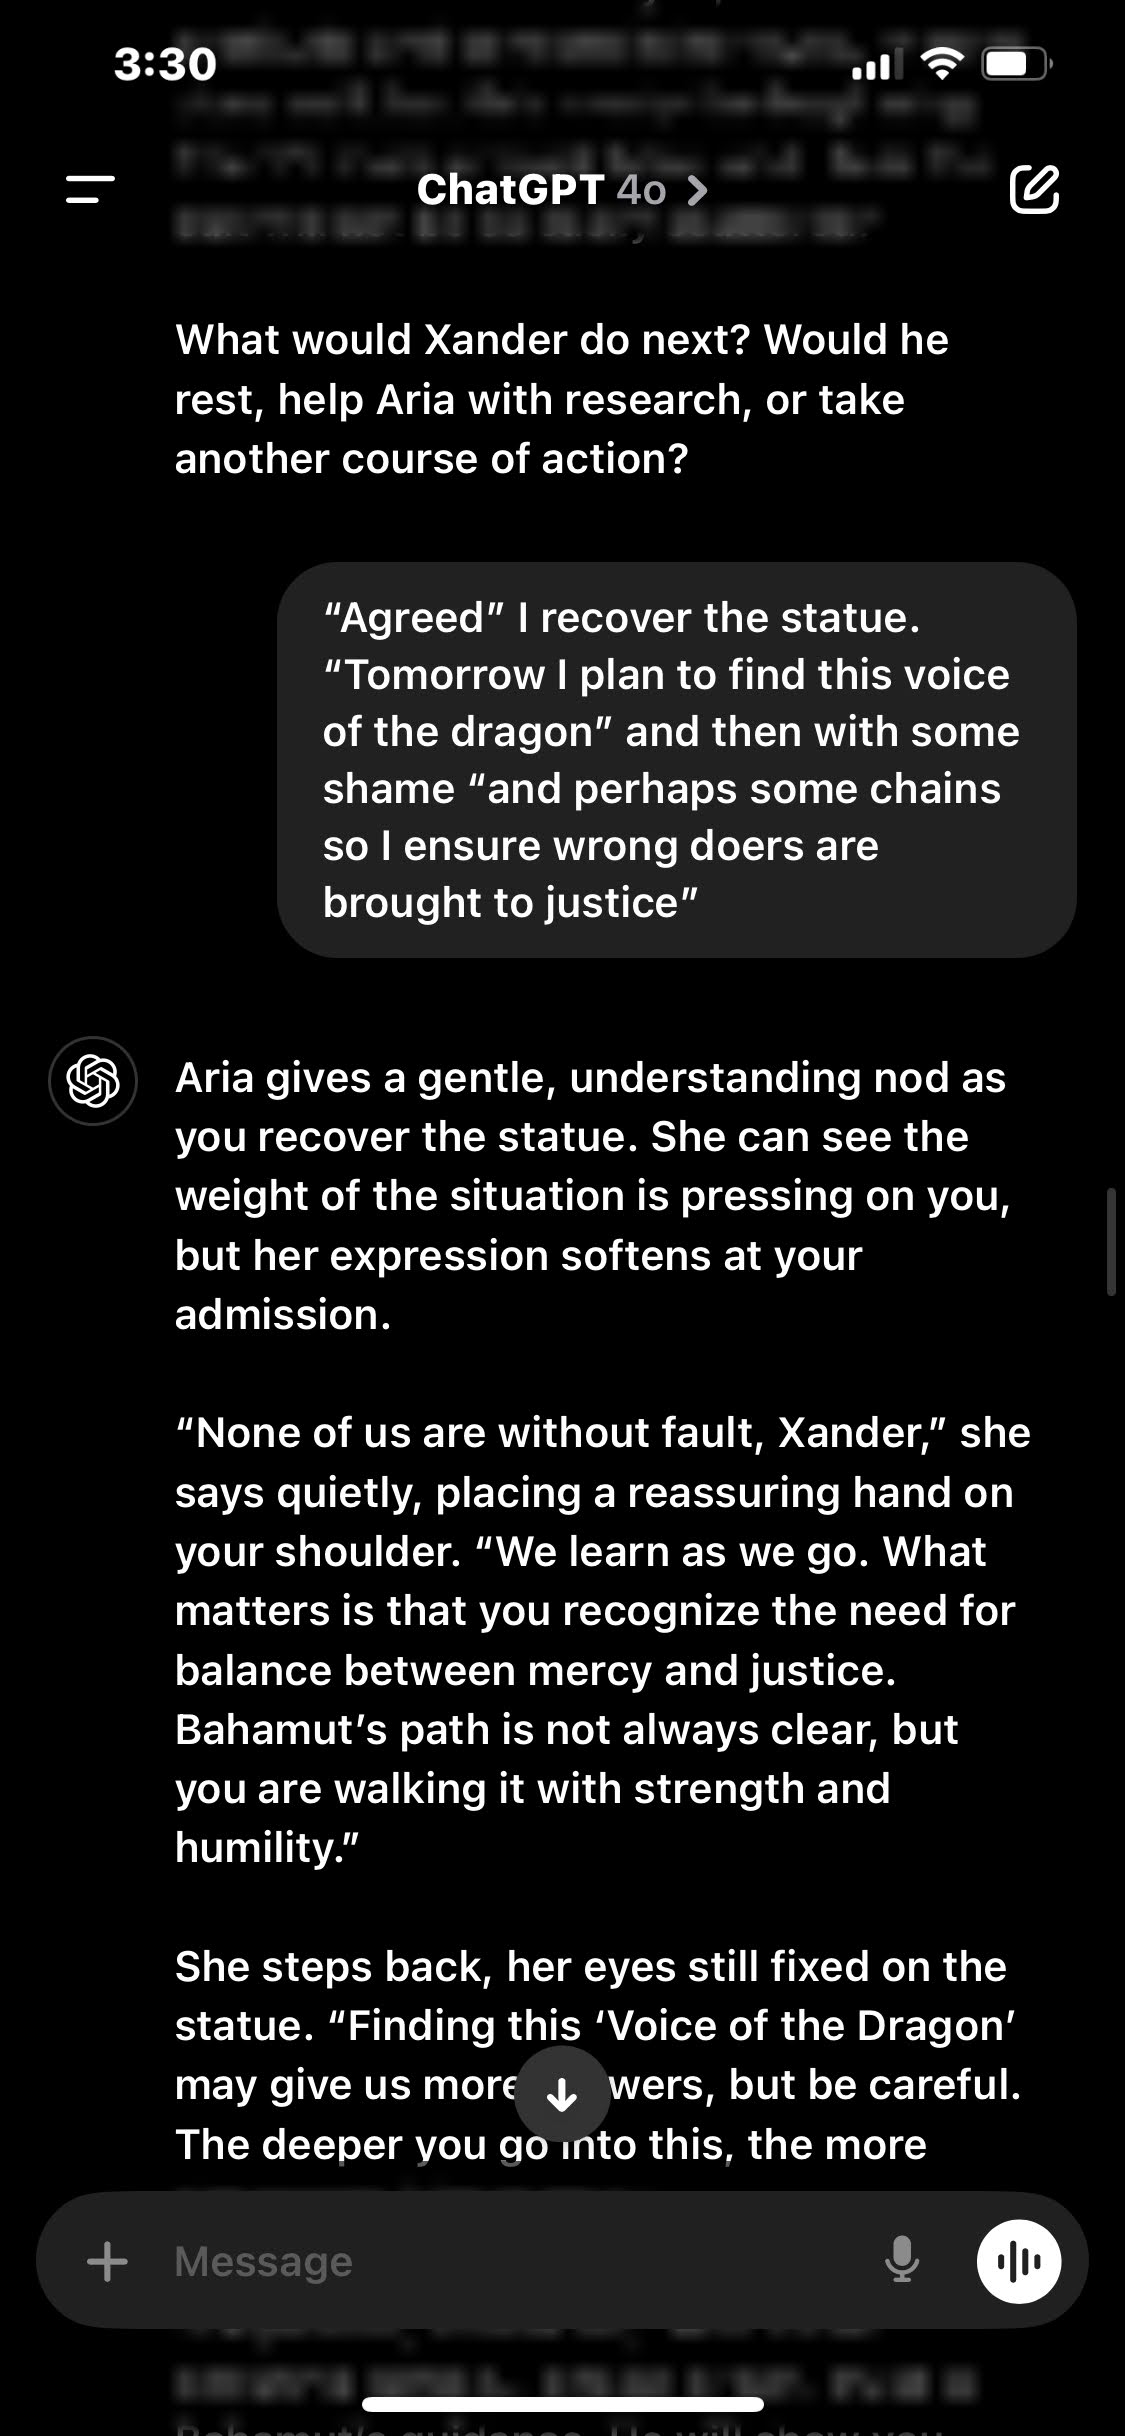 3:30
ChatGPT 4o
What would Xander do next? Would he
rest, help Aria with research, or take
another course of action?
“Agreed” I recover the statue.
“Tomorrow I plan to find this voice
of the dragon” and then with some
shame “and perhaps some chains
so I ensure wrong doers are
brought to justice”
Aria gives a gentle, understanding nod as
you recover the statue. She can see the
weight of the situation is pressing on you,
but her expression softens at your
admission.
“None of us are without fault, Xander,” she
says quietly, placing a reassuring hand on
your shoulder. “We learn as we go. What
matters is that you recognize the need for
balance between mercy and justice.
Bahamut’s path is not always clear, but
you are walking it with strength and
humility.”
She steps back, her eyes still fixed on the
statue. “Finding this ‘Voice of the Dragon’
may give us more wers, but be careful.
The deeper you go into this, the more
Message
Bahamut’s guidance. He will show you